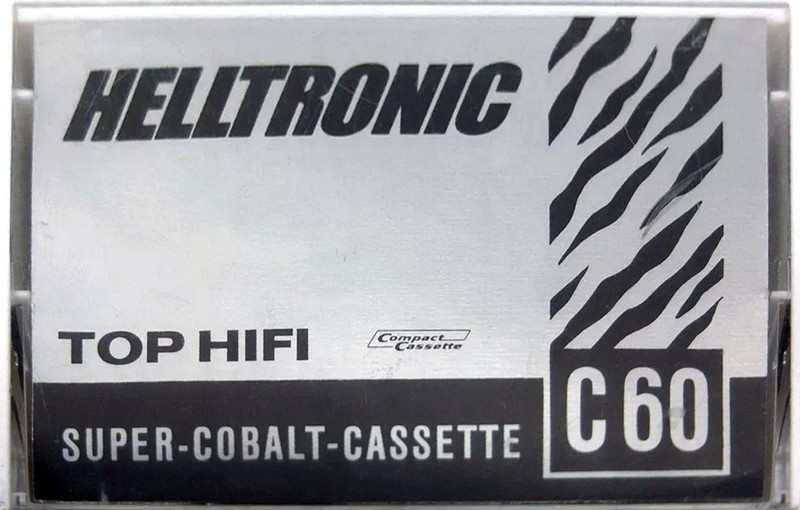 HELLTRONIC
TOP HIFI
Compact
Cassette
SUPER-COBALT-CASSETTE
C 60